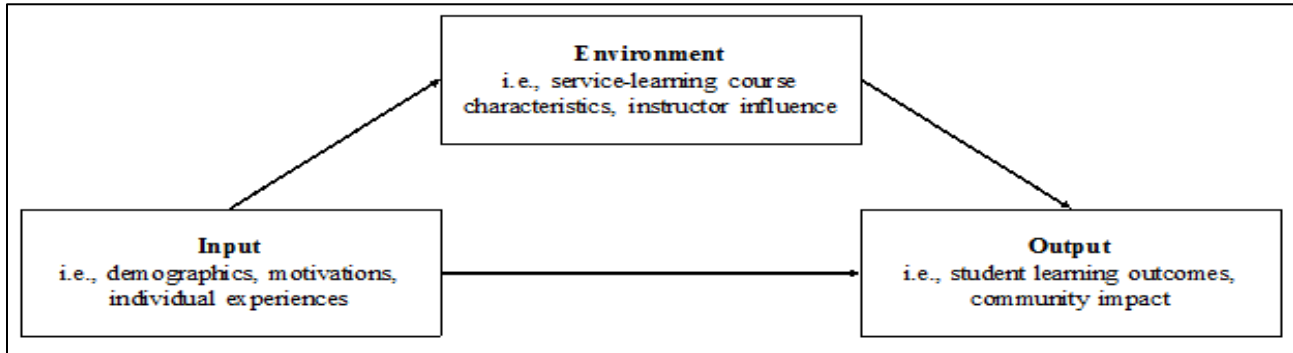 Environment
i.e., service-learning course
characteristics, instructor influence
Input
i.e., demographics, motivations,
individual experiences
Output
i.e., student learning outcomes,
community impact